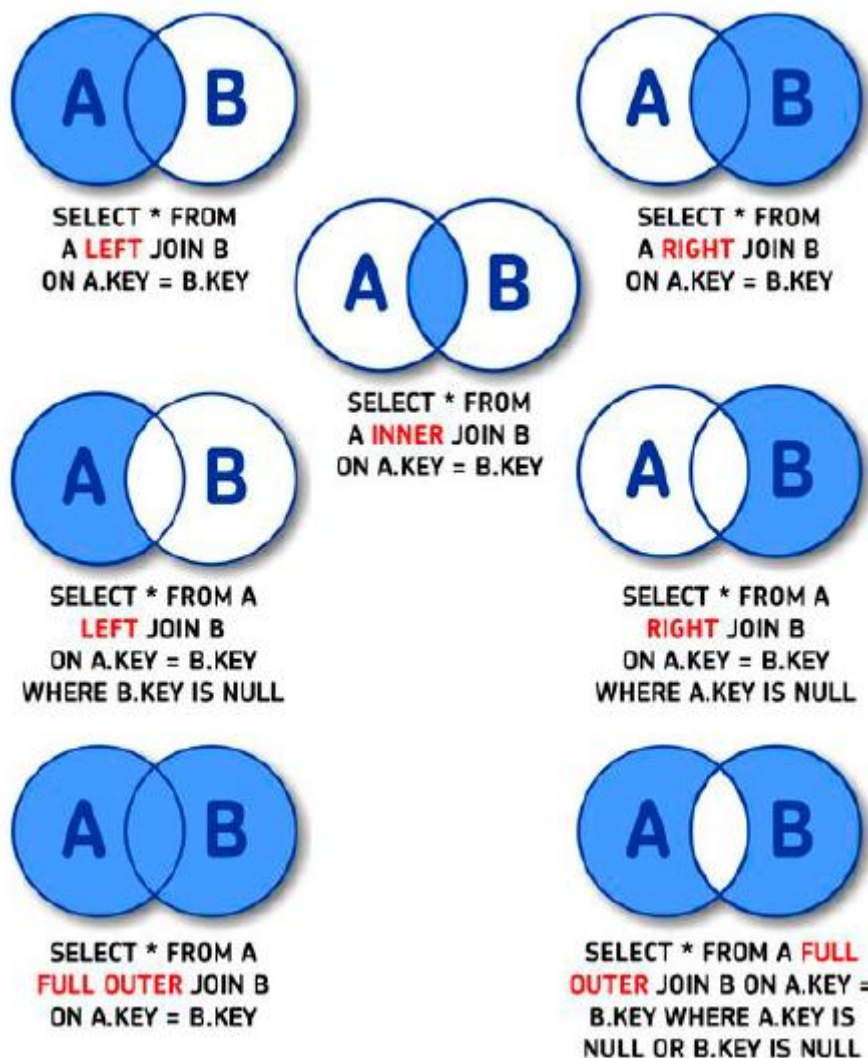 A B
SELECT * FROM
A LEFT JOIN B
ON A.KEY = B.KEY
A B
SELECT * FROM
A RIGHT JOIN B
ON A.KEY = B.KEY
A B
SELECT * FROM
A INNER JOIN B
ON A.KEY = B.KEY
A B
SELECT * FROM A
LEFT JOIN B
ON A.KEY = B.KEY
WHERE B.KEY IS NULL
A B
SELECT * FROM A
RIGHT JOIN B
ON A.KEY = B.KEY
WHERE A.KEY IS NULL
A B
SELECT * FROM A
FULL OUTER JOIN B
ON A.KEY = B.KEY
A B
SELECT * FROM A FULL
OUTER JOIN B ON A.KEY =
B.KEY WHERE A.KEY IS
NULL OR B.KEY IS NULL